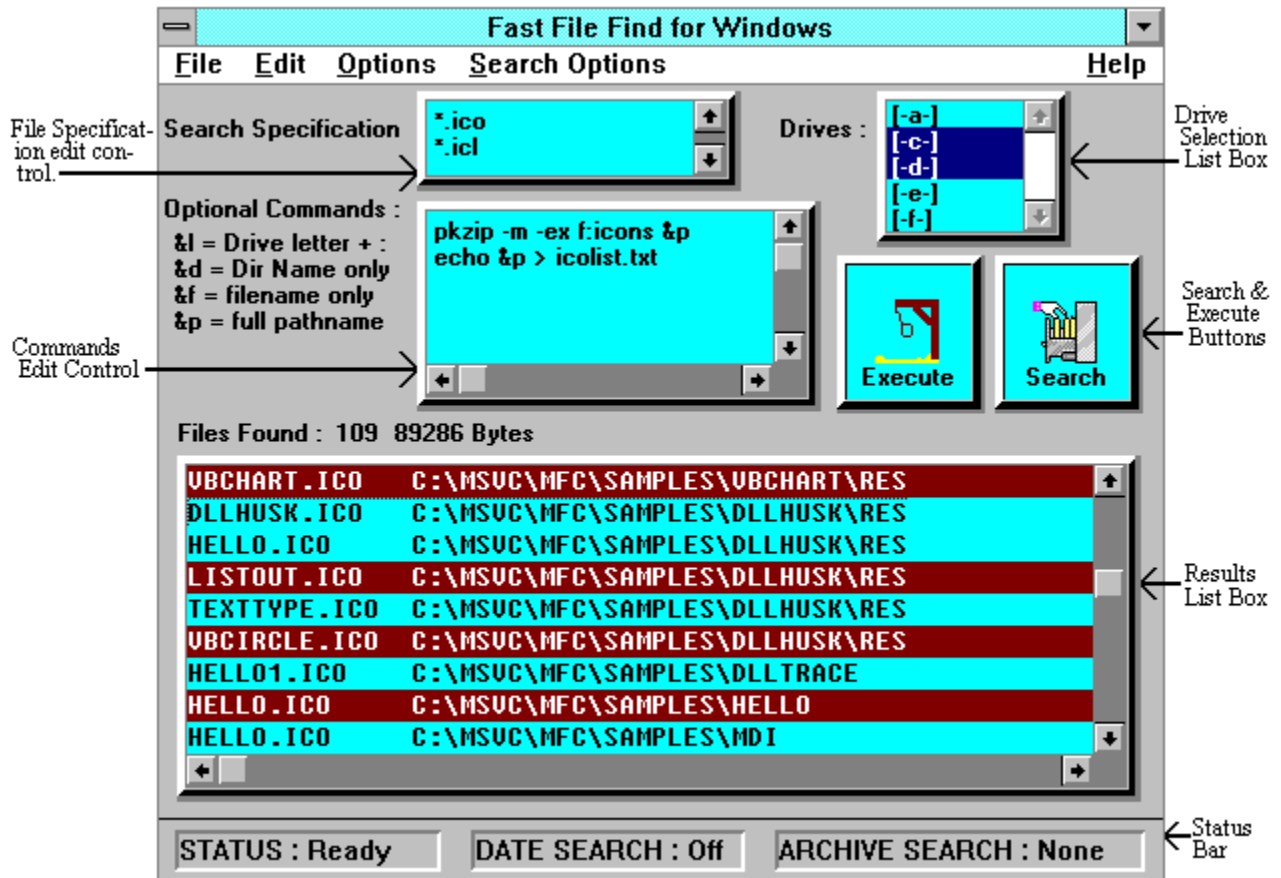 Fast File Find for Windows
File Edit Options Search Options Help
File Specificat-
ion edit con-
trol.
Search Specification
*.ico
*.icl
Drives :
[-a-]
[-c-]
[-d-]
[-e-]
[-f-]
Drive
Selection
List Box
Optional Commands :
&l = Drive letter + :
&d = Dir Name only
&f = filename only
&p = full pathname
pkzip -m -ex f:icons &p
echo &p > icolist.txt
Commands
Edit Control
Execute
Search
Search &
Execute
Buttons
Files Found : 109 89286 Bytes
VBCHART.ICO C:\MSVC\MFC\SAMPLES\VBCHART\RES
DLLHUSK.ICO C:\MSVC\MFC\SAMPLES\DLLHUSK\RES
HELLO.ICO C:\MSVC\MFC\SAMPLES\DLLHUSK\RES
LISTOUT.ICO C:\MSVC\MFC\SAMPLES\DLLHUSK\RES
TEXTTYPE.ICO C:\MSVC\MFC\SAMPLES\DLLHUSK\RES
VBCIRCLE.ICO C:\MSVC\MFC\SAMPLES\DLLHUSK\RES
HELLO1.ICO C:\MSVC\MFC\SAMPLES\DLLTRACE
HELLO.ICO C:\MSVC\MFC\SAMPLES\HELLO
HELLO.ICO C:\MSVC\MFC\SAMPLES\MDI
Results
List Box
STATUS : Ready
DATE SEARCH : Off
ARCHIVE SEARCH : None
Status
Bar